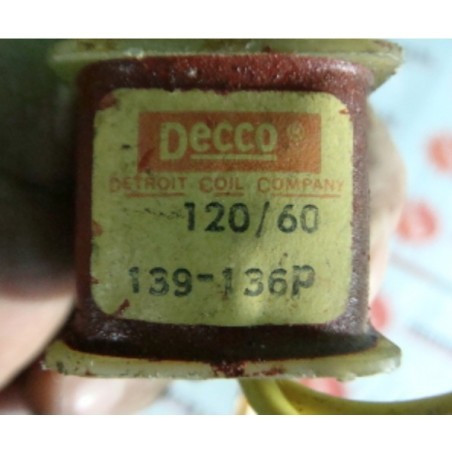 Decco®
DETROIT COIL COMPANY
120/60
139-136P